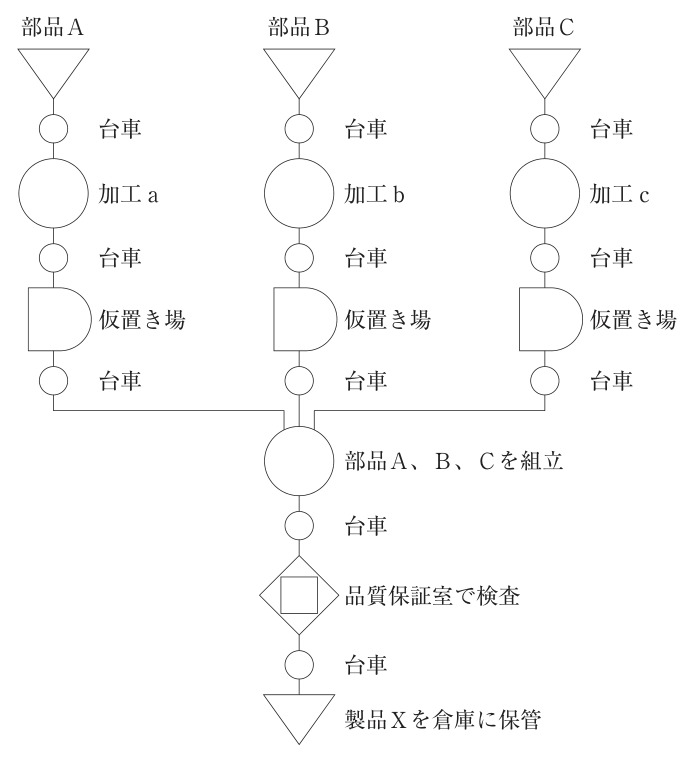 部品A 部品B 部品C
台車 台車 台車
加工 a 加工 b 加工 c
台車 台車 台車
仮置き場 仮置き場 仮置き場
台車 台車 台車
部品A、B、Cを組立
台車
品質保証室で検査
台車
製品Xを倉庫に保管